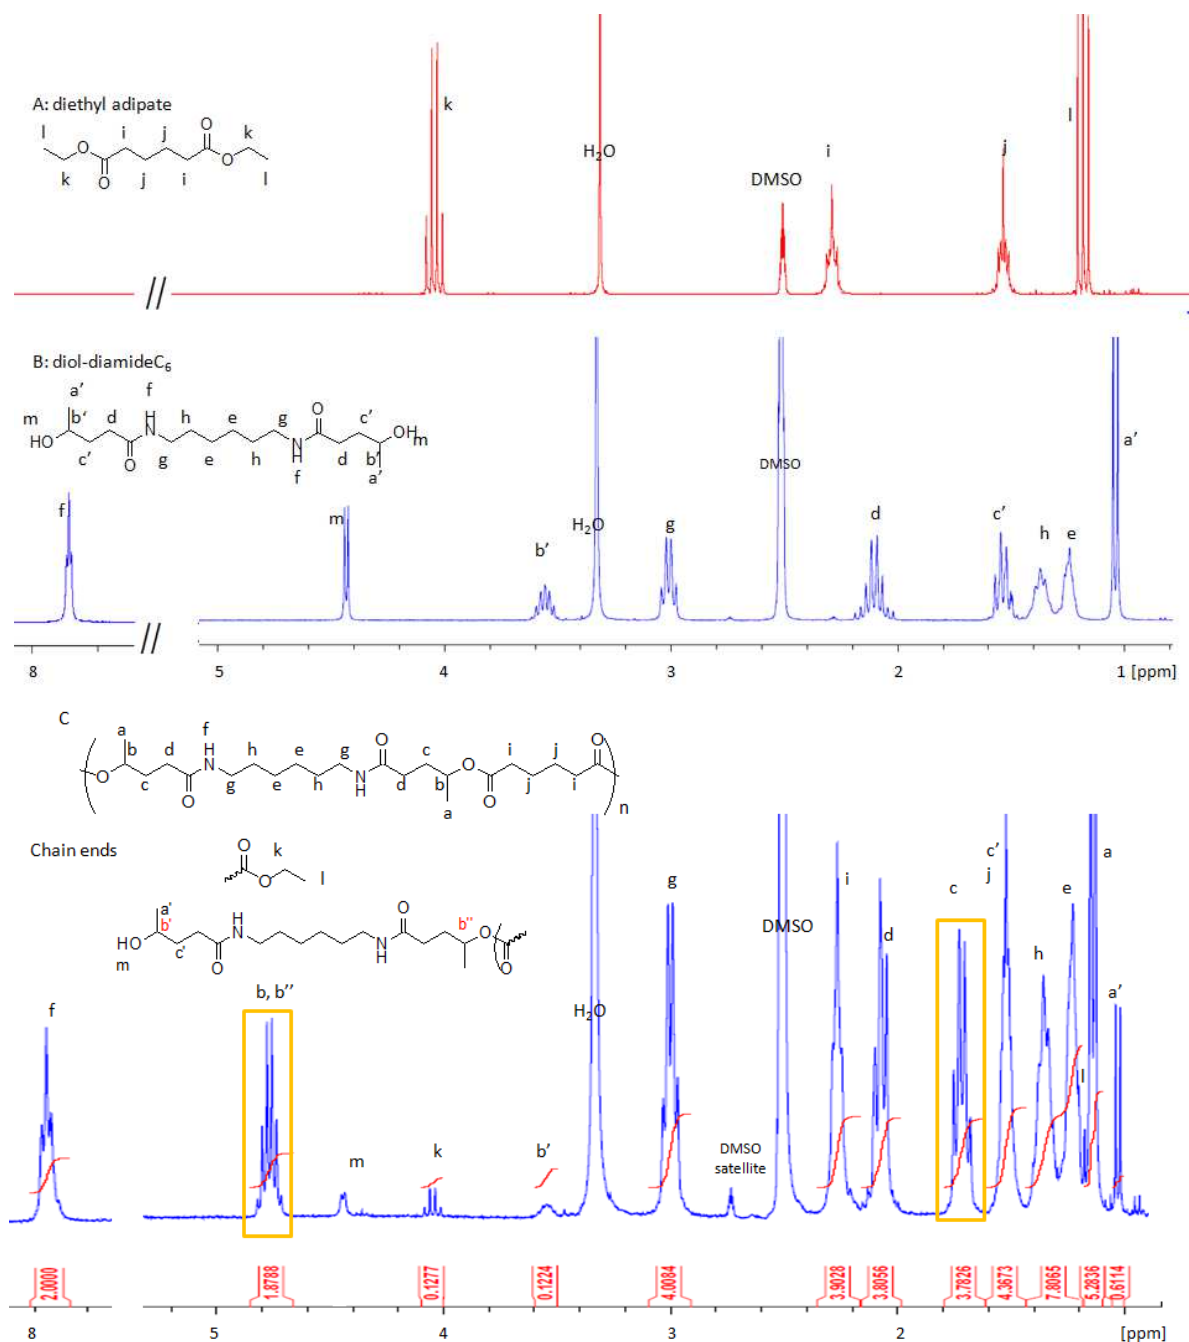 A: diethyl adipate
l
O
i
j
O
k
k
O
j
i
O
l
k
H₂O
DMSO
i
j
l
//
B: diol-diamideC₆
a'
f
m
b'
d
H
N
h
e
g
O
c'
HO
c'
O
g
e
h
N
H
f
d
b'
a'
OH
m
f
m
b'
H₂O
g
DMSO
d
c'
h
e
a'
//
8
5
4
3
2
1 [ppm]
C
a
b
d
f
H
N
h
e
g
O
c
i
j
O
O
c
O
g
e
h
N
H
d
b
a
O
O
j
i
n
Chain ends
O
k
O
l
a'
b'
H
N
O
b''
O
HO
m
c'
O
N
H
O
f
b, b''
m
k
b'
H₂O
g
DMSO
satellite
DMSO
i
d
c
c'
j
h
e
l
a
a'
2.0000
1.8788
0.1277
0.1224
4.0084
3.9028
3.8056
3.7826
4.3673
7.8065
5.2836
0.6114
8
5
4
3
2
[ppm]